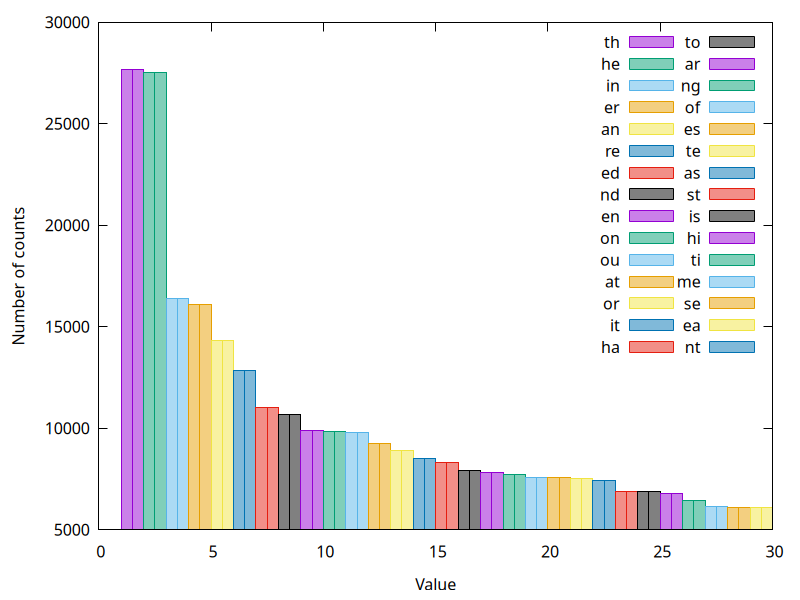 30000
25000
20000
15000
10000
5000
Number of counts
0 5 10 15 20 25 30
Value
th to
he ar
in ng
er of
an es
re te
ed as
nd st
en is
on hi
ou ti
at me
or se
it ea
ha nt